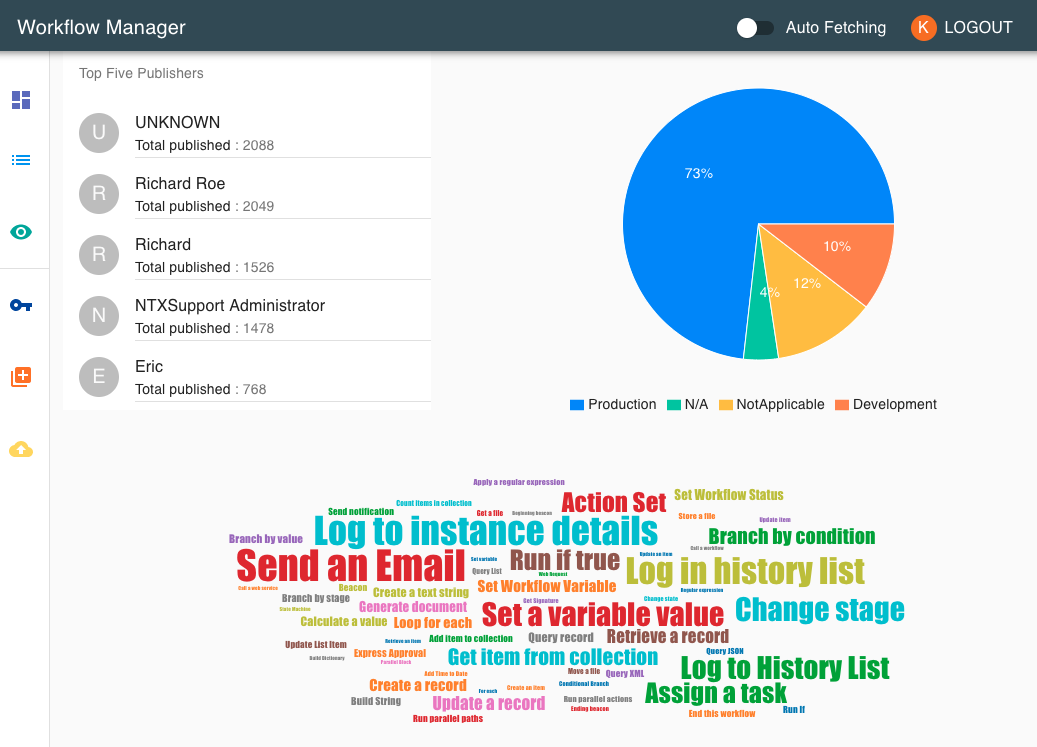 Workflow Manager
Auto Fetching
K
LOGOUT
Top Five Publishers
U
UNKNOWN
Total published : 2088
R
Richard Roe
Total published : 2049
R
Richard
Total published : 1526
N
NTXSupport Administrator
Total published : 1478
E
Eric
Total published : 768
73%
10%
12%
4%
Production
N/A
NotApplicable
Development
Apply a regular expression
Action Set
Set Workflow Status
Count items in collection
Send notification
Get a file
Beginning beacon
Store a file
Update item
Log to instance details
Branch by value
Branch by condition
Send an Email
Run if true
Set variable
Update an item
Call a workflow
Query List
Web Request
Log in history list
Call a web service
Beacon
Create a text string
Set Workflow Variable
Regular expression
Branch by stage
Generate document
Get Signature
Change state
State Machine
Set a variable value
Change stage
Calculate a value
Loop for each
Update List Item
Retrieve an item
Add item to collection
Query record
Retrieve a record
Build Dictionary
Express Approval
Parallel Block
Get item from collection
Query JSON
Log to History List
Add Time to Date
Move a file
Query XML
Create a record
For each
Create an item
Conditional Branch
Assign a task
Build String
Update a record
Run parallel actions
Ending beacon
Run parallel paths
End this workflow
Run If